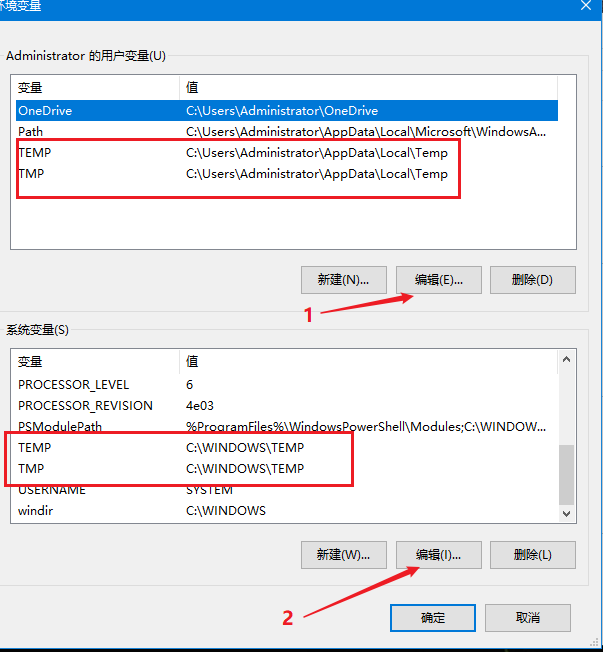 环境变量
Administrator 的用户变量(U)
变量 值
OneDrive C:\Users\Administrator\OneDrive
Path C:\Users\Administrator\AppData\Local\Microsoft\WindowsA...
TEMP C:\Users\Administrator\AppData\Local\Temp
TMP C:\Users\Administrator\AppData\Local\Temp
新建(N)... 编辑(E)... 删除(D)
1
系统变量(S)
变量 值
PROCESSOR_LEVEL 6
PROCESSOR_REVISION 4e03
PSModulePath %ProgramFiles%\WindowsPowerShell\Modules;C:\WINDOW...
TEMP C:\WINDOWS\TEMP
TMP C:\WINDOWS\TEMP
USERNAME SYSTEM
windir C:\WINDOWS
新建(W)... 编辑(I)... 删除(L)
2
确定 取消